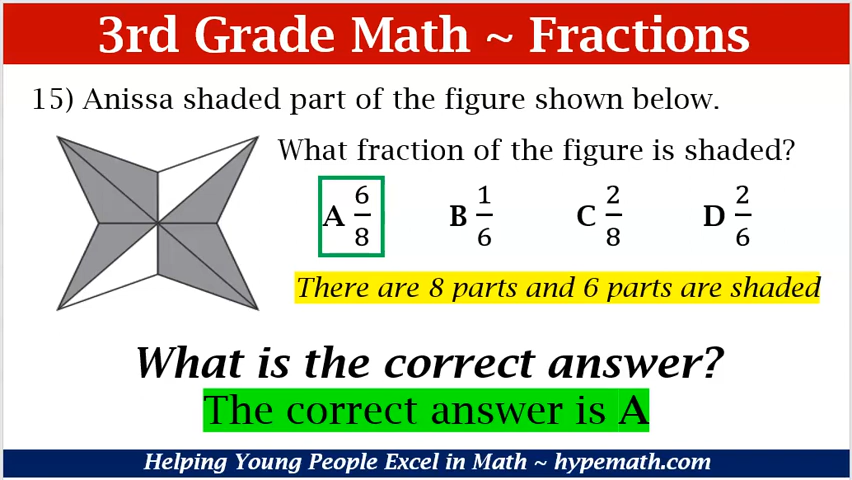 3rd Grade Math ~ Fractions
15) Anissa shaded part of the figure shown below.
What fraction of the figure is shaded?
A 6/8 B 1/6 C 2/8 D 2/6
There are 8 parts and 6 parts are shaded
What is the correct answer?
The correct answer is A
Helping Young People Excel in Math ~ hypemath.com